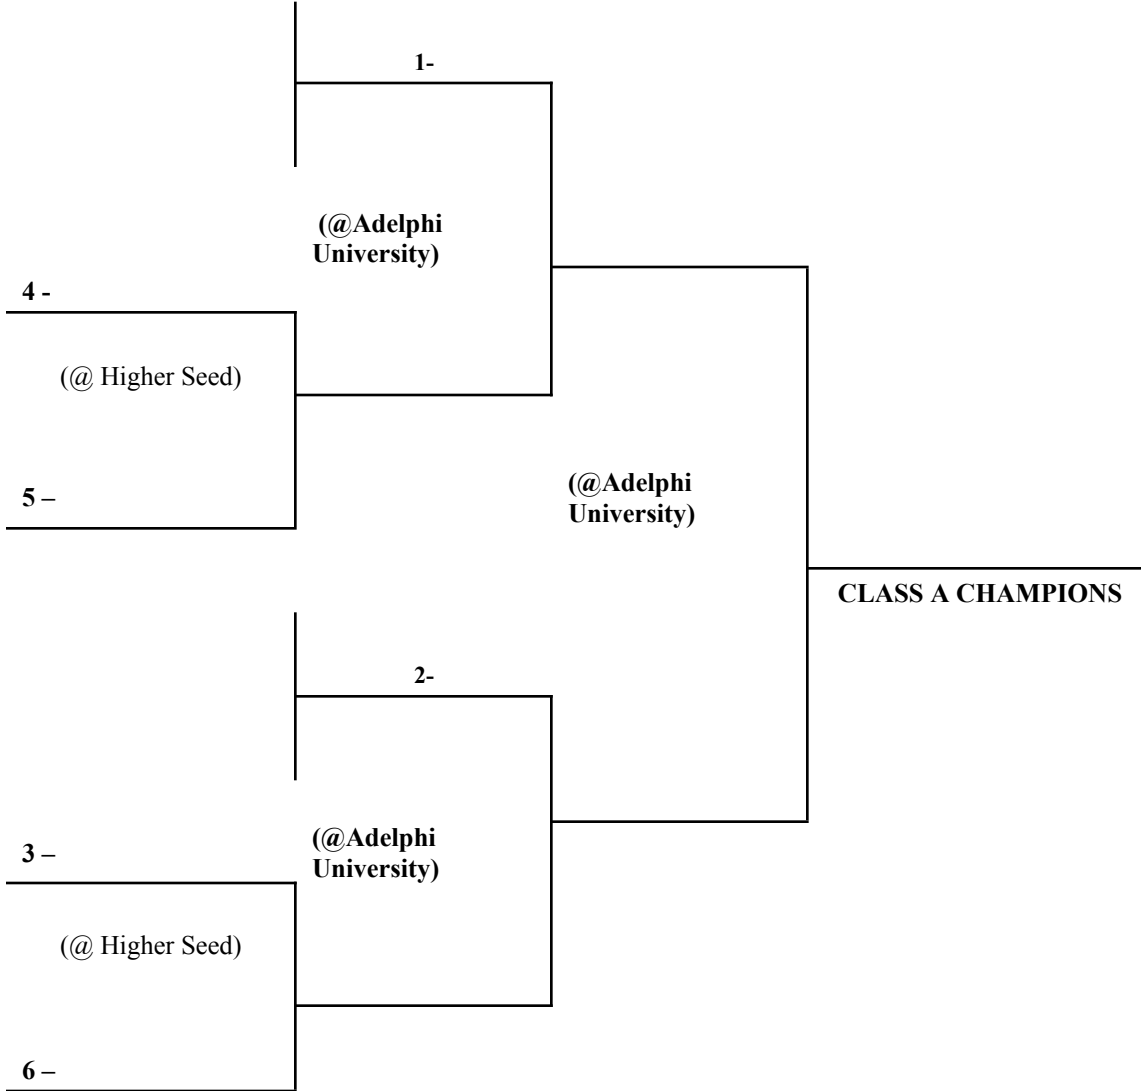 1-
(@Adelphi
University)
4 -
(@ Higher Seed)
5 –
(@Adelphi
University)
CLASS A CHAMPIONS
2-
(@Adelphi
University)
3 –
(@ Higher Seed)
6 –